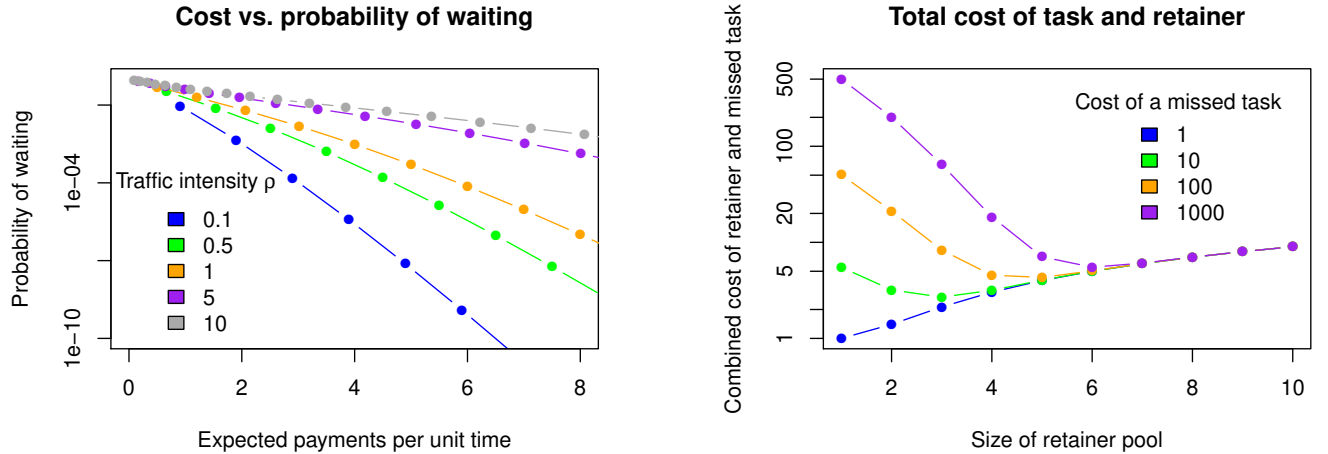 Cost vs. probability of waiting
Probability of waiting
1e−04
1e−10
Traffic intensity ρ
0.1
0.5
1
5
10
0 2 4 6 8
Expected payments per unit time
Total cost of task and retainer
Combined cost of retainer and missed task
500
100
20
5
1
Cost of a missed task
1
10
100
1000
2 4 6 8 10
Size of retainer pool